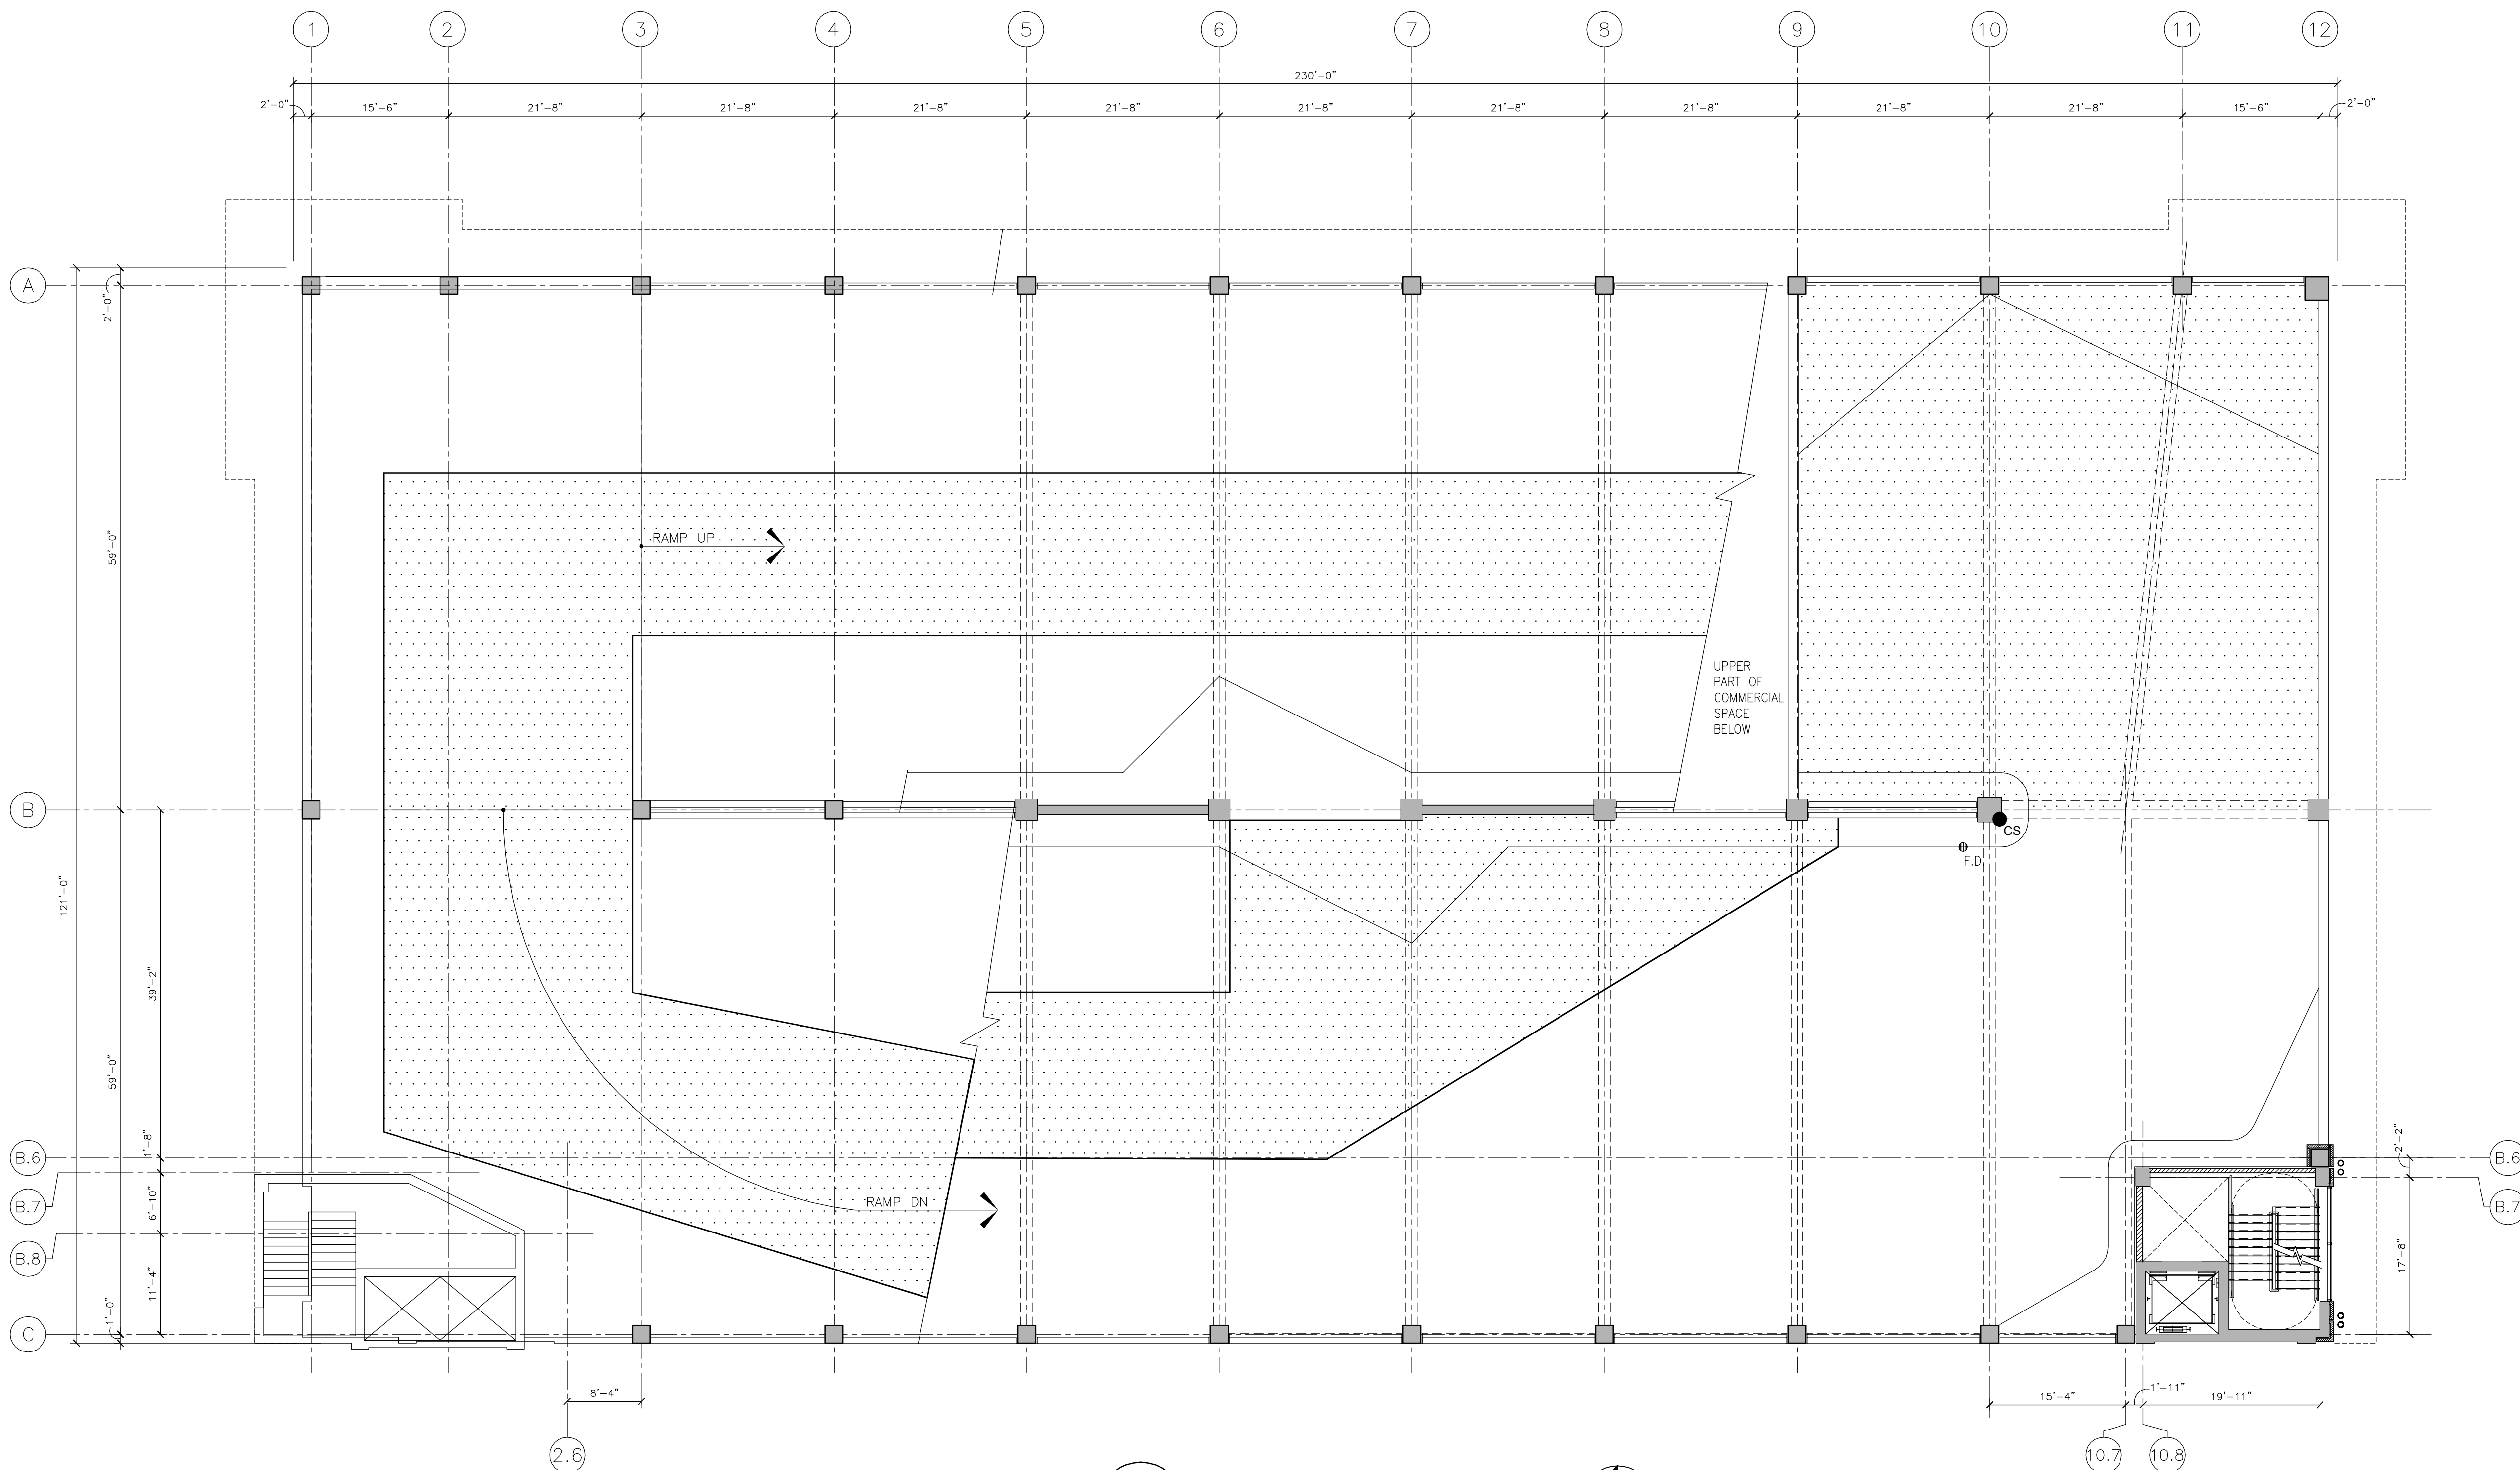 1 2 3 4 5 6 7 8 9 10 11 12
230'-0"
2'-0" 15'-6" 21'-8" 21'-8" 21'-8" 21'-8" 21'-8" 21'-8" 21'-8" 21'-8" 21'-8" 15'-6" 2'-0"
A
2'-0"
59'-0"
RAMP UP
UPPER
PART OF
COMMERCIAL
SPACE
BELOW
B
CS
F.D.
121'-0"
39'-2"
59'-0"
1'-8"
B.6
B.6
2'-2"
B.7
B.7
6'-10"
RAMP DN
B.8
17'-8"
11'-4"
1'-0"
C
8'-4"
15'-4" 1'-11" 19'-11"
2.6
10.7 10.8